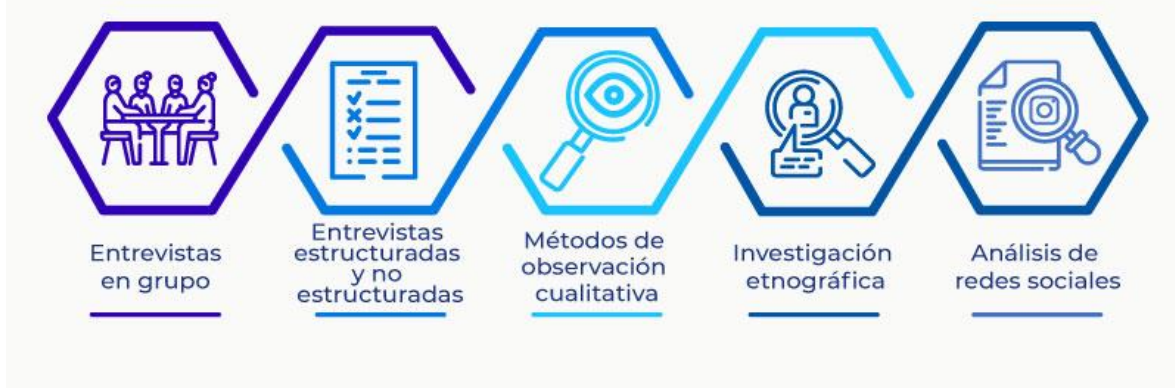 Entrevistas
en grupo
Entrevistas
estructuradas
y no
estructuradas
Métodos de
observación
cualitativa
Investigación
etnográfica
Análisis de
redes sociales